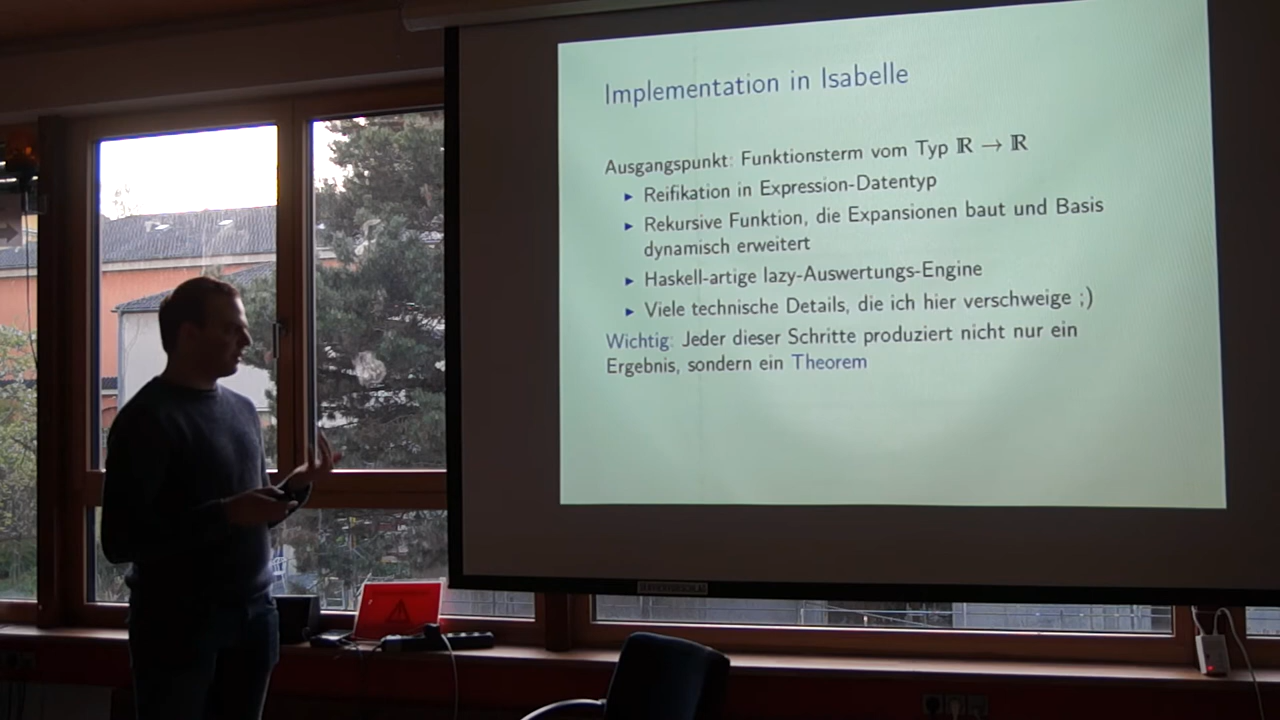 Implementation in Isabelle
Ausgangspunkt: Funktionsterm vom Typ ℝ → ℝ
▸ Reifikation in Expression-Datentyp
▸ Rekursive Funktion, die Expansionen baut und Basis
dynamisch erweitert
▸ Haskell-artige lazy-Auswertungs-Engine
▸ Viele technische Details, die ich hier verschweige ;)
Wichtig: Jeder dieser Schritte produziert nicht nur ein
Ergebnis, sondern ein Theorem